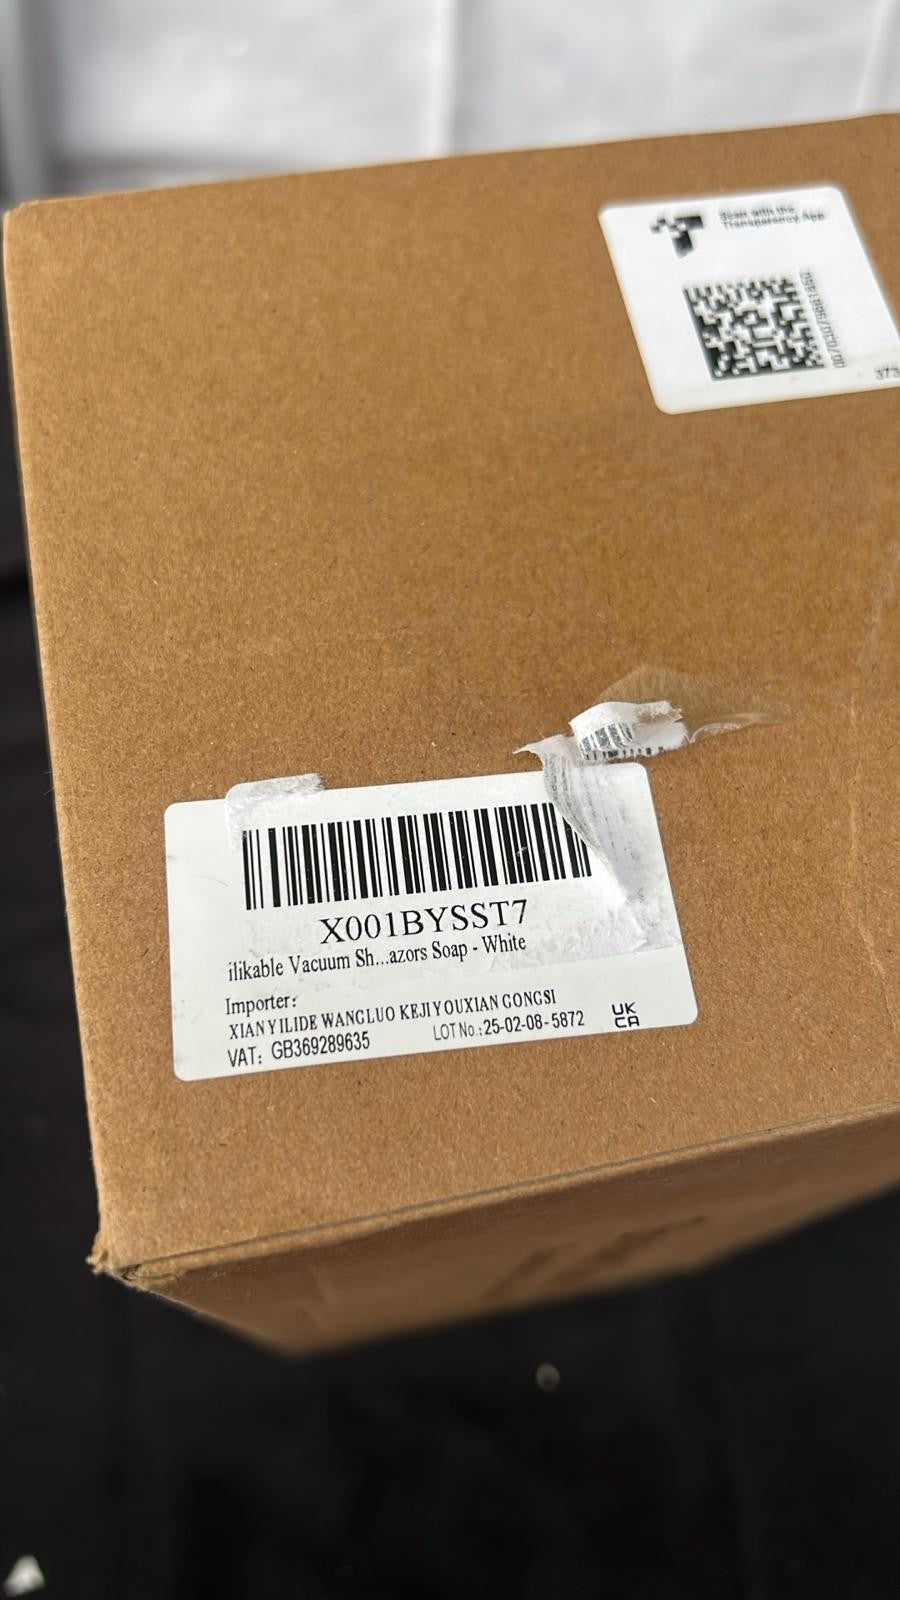 Scan with the
Transparency App
373
X001BYSST7
ilikable Vacuum Sh...azors Soap - White
Importer:
XIANYILIDE WANGLUO KEJIYOUXIAN GONGSI
VAT: GB369289635
LOT No.:25-02-08-5872
UK
CA